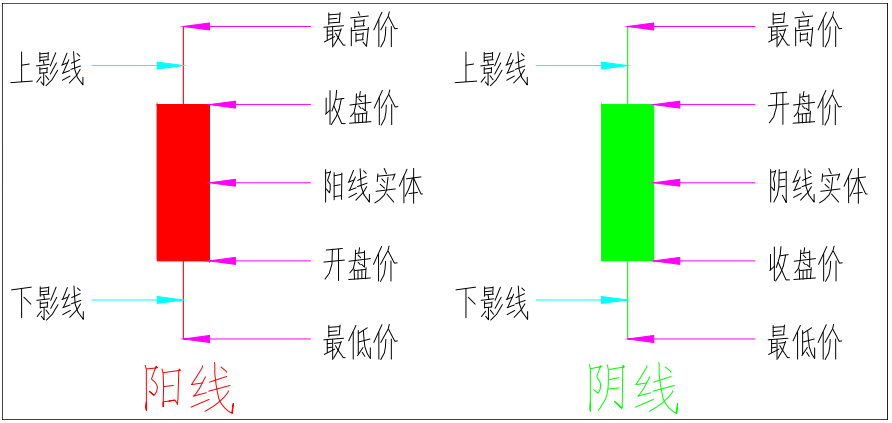 最高价
上影线
收盘价
阳线实体
开盘价
下影线
最低价
阳线
最高价
上影线
开盘价
阴线实体
收盘价
下影线
最低价
阴线